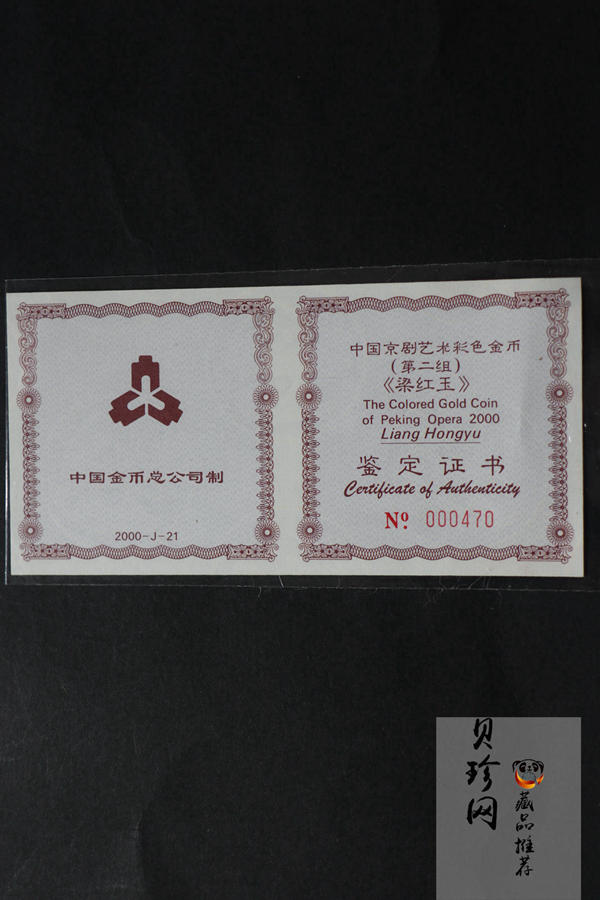 中国金币总公司制
2000-J-21
中国京剧艺术彩色金币
(第二组)
《梁红玉》
The Colored Gold Coin
of Peking Opera 2000
Liang Hongyu
鉴定证书
Certificate of Authenticity
Nº. 000470
贝珍网
藏品推荐